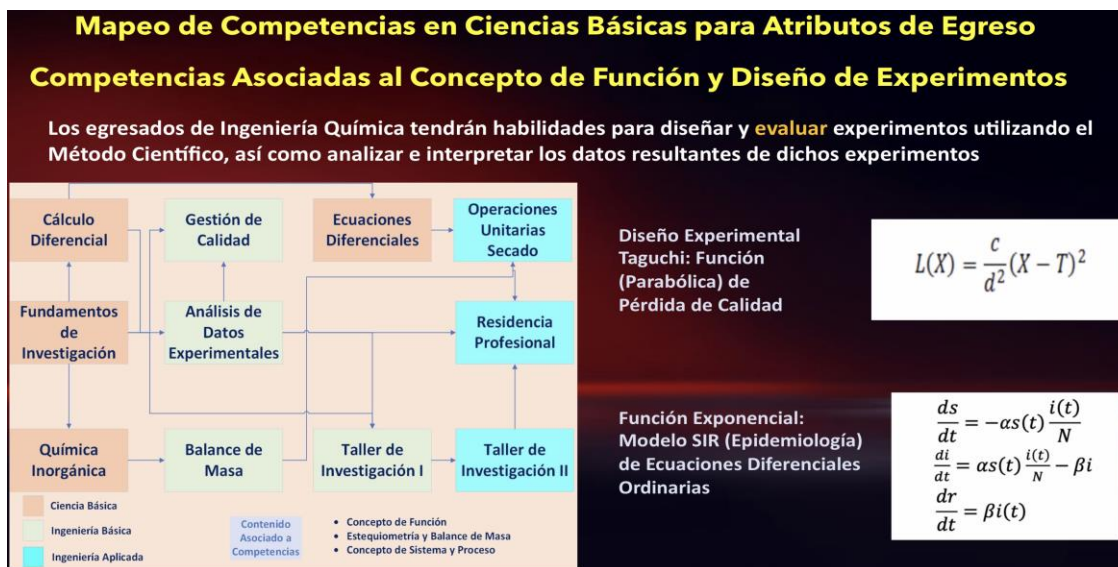 Mapeo de Competencias en Ciencias Básicas para Atributos de Egreso
Competencias Asociadas al Concepto de Función y Diseño de Experimentos
Los egresados de Ingeniería Química tendrán habilidades para diseñar y evaluar experimentos utilizando el
Método Científico, así como analizar e interpretar los datos resultantes de dichos experimentos
Cálculo
Diferencial
Gestión de
Calidad
Ecuaciones
Diferenciales
Operaciones
Unitarias
Secado
Fundamentos
de
Investigación
Análisis de
Datos
Experimentales
Residencia
Profesional
Química
Inorgánica
Balance de
Masa
Taller de
Investigación I
Taller de
Investigación II
Ciencia Básica
Ingeniería Básica
Ingeniería Aplicada
Contenido
Asociado a
Competencias
• Concepto de Función
• Estequiometría y Balance de Masa
• Concepto de Sistema y Proceso
Diseño Experimental
Taguchi: Función
(Parabólica) de
Pérdida de Calidad
L(X) = c/d² (X − T)²
Función Exponencial:
Modelo SIR (Epidemiología)
de Ecuaciones Diferenciales
Ordinarias
ds/dt = −αs(t) i(t)/N
di/dt = αs(t) i(t)/N − βi
dr/dt = βi(t)